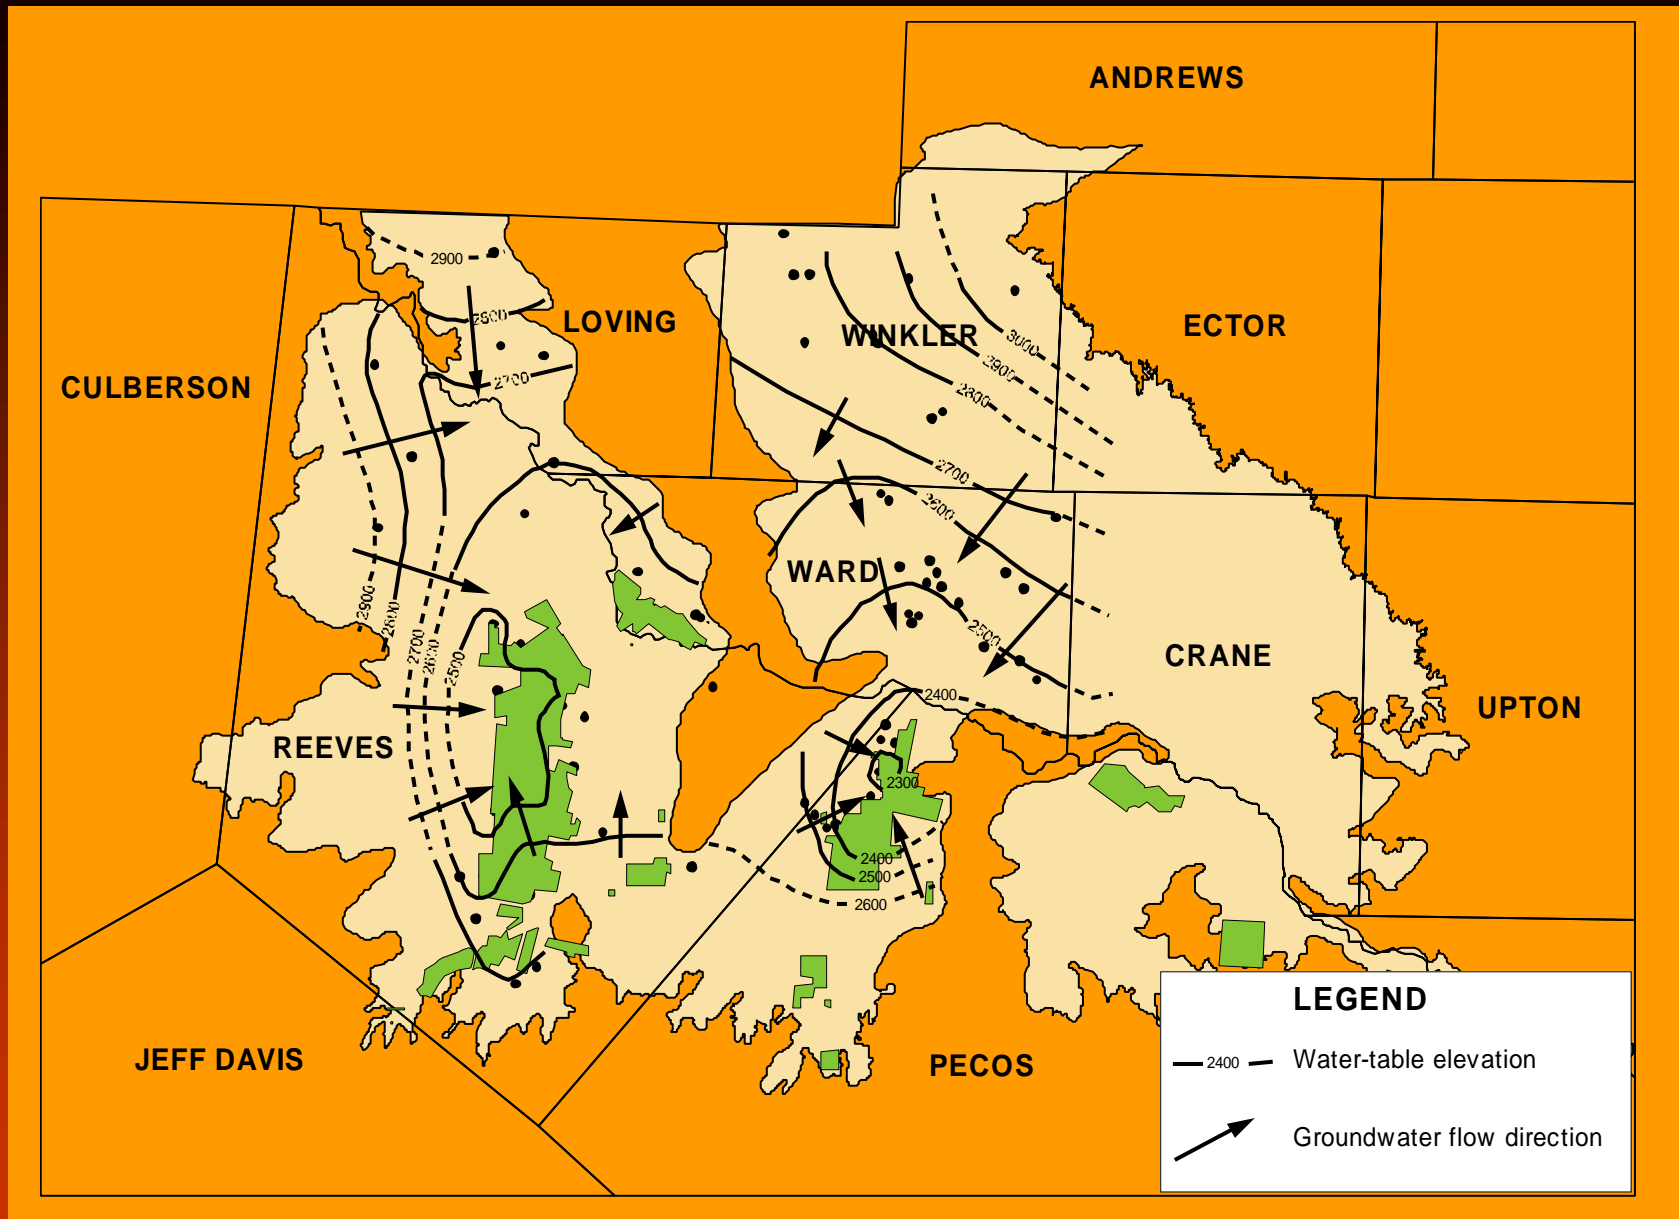 ANDREWS
2900
2800
LOVING
WINKLER
ECTOR
3000
2900
2800
2700
CULBERSON
2700
2600
WARD
2900
2800
2700
2600
2500
2500
CRANE
2400
UPTON
REEVES
2300
2400
2500
2600
JEFF DAVIS
PECOS
LEGEND
2400
Water-table elevation
Groundwater flow direction